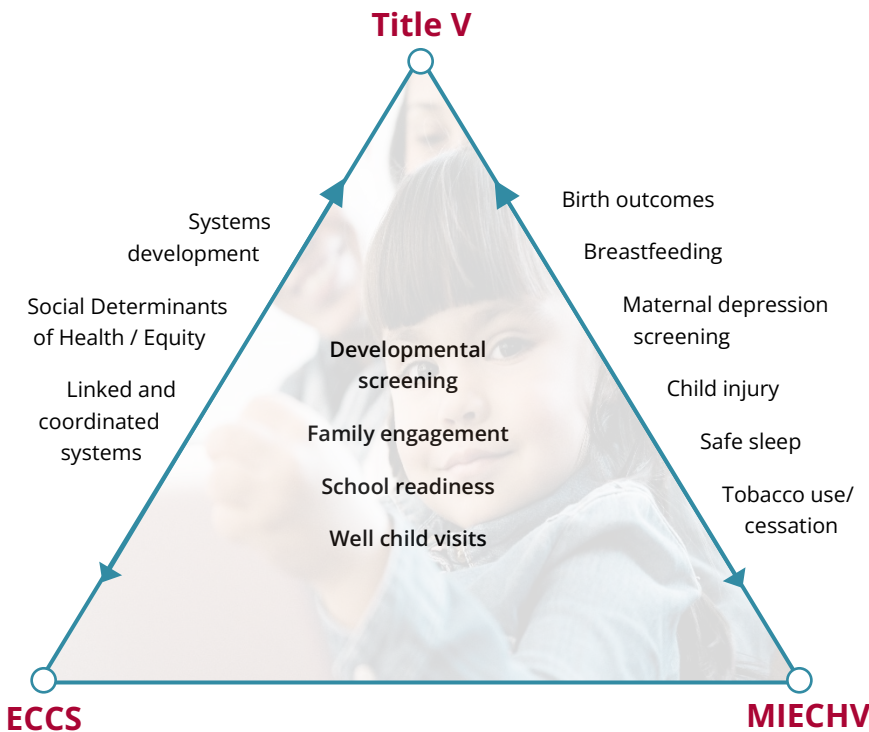 Title V
Systems
development
Social Determinants
of Health / Equity
Linked and
coordinated
systems
Developmental
screening
Family engagement
School readiness
Well child visits
Birth outcomes
Breastfeeding
Maternal depression
screening
Child injury
Safe sleep
Tobacco use/
cessation
ECCS
MIECHV